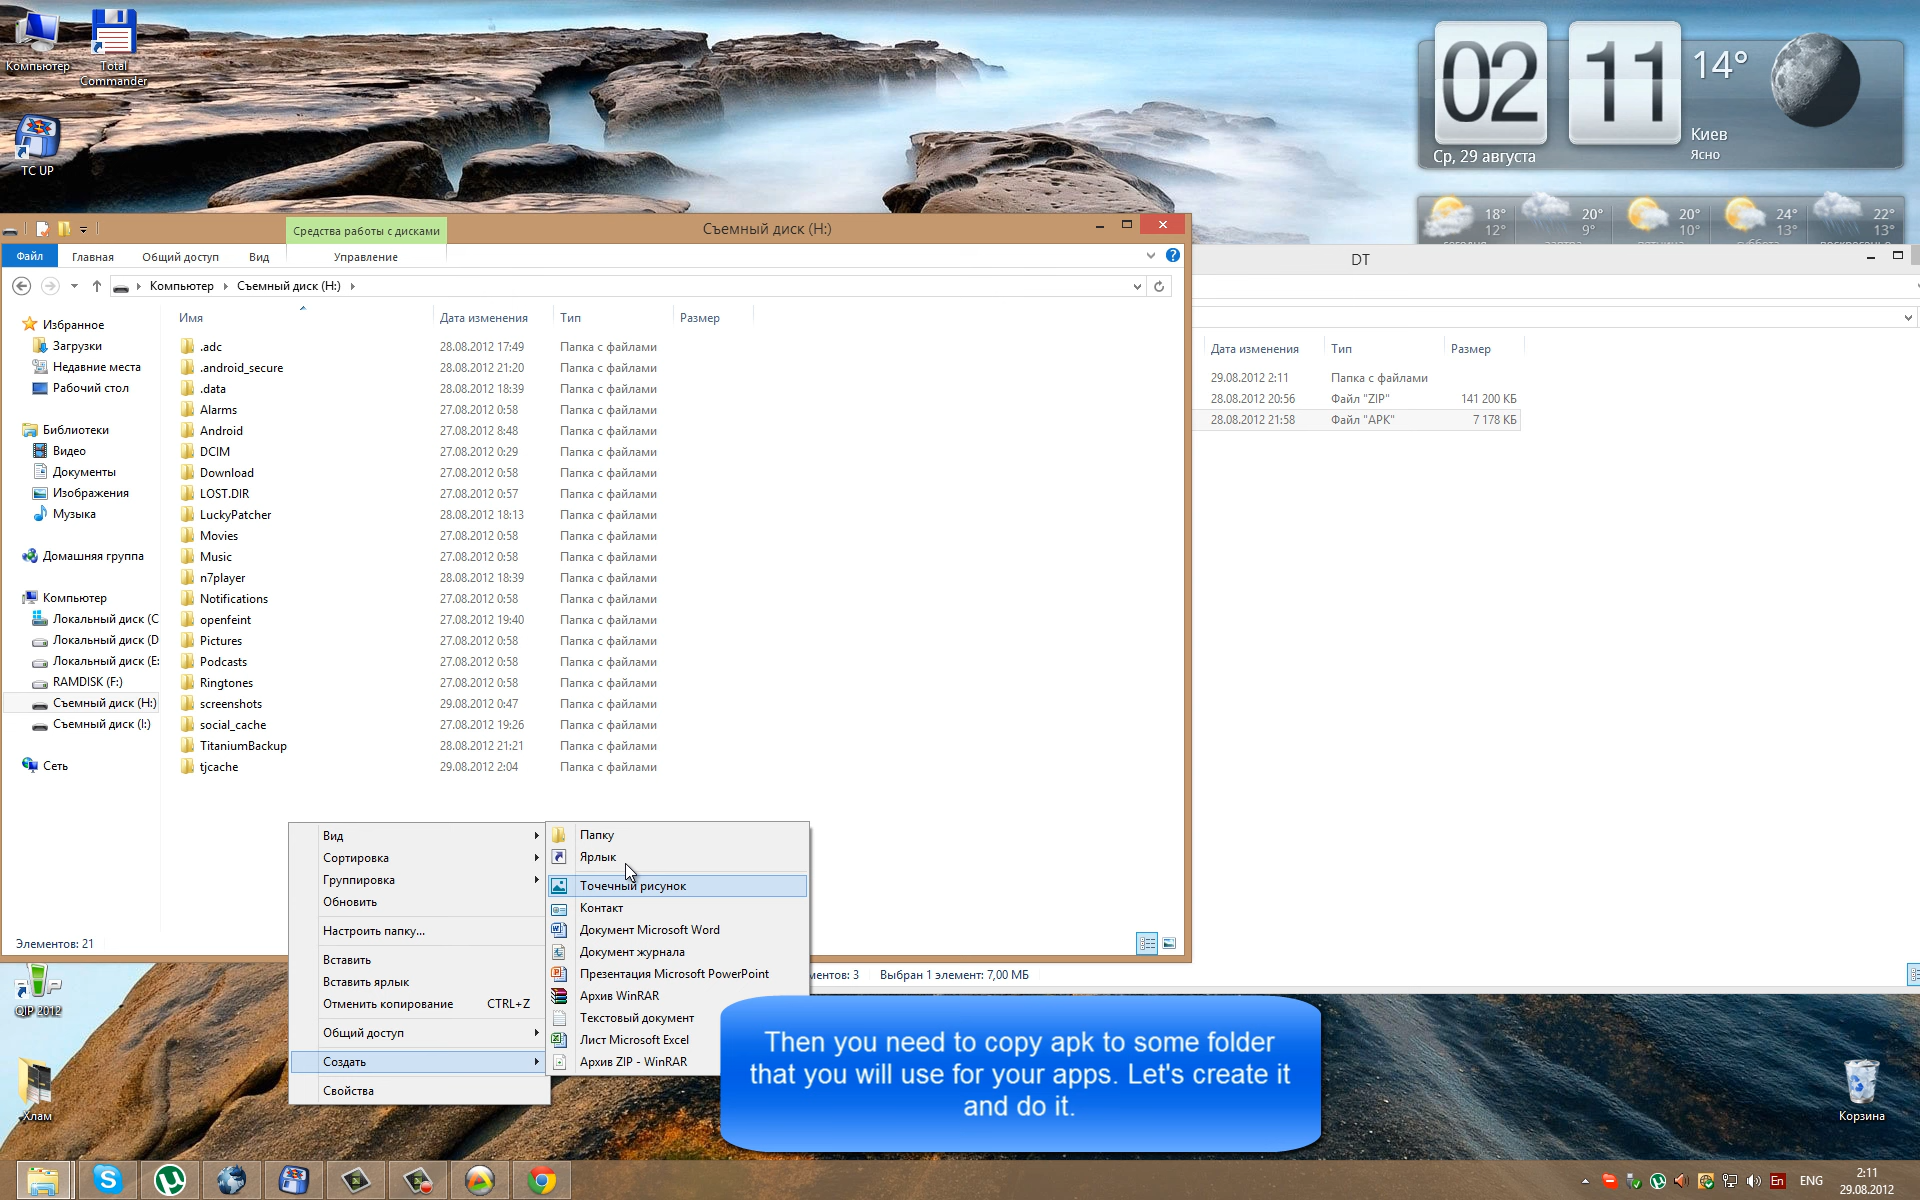 Компьютер
Total
Commander
TC UP
02 11
14°
Киев
Ясно
Ср, 29 августа
18° 20° 20° 24° 22°
12° 9° 10° 13° 13°
Средства работы с дисками
Съемный диск (H:)
Файл Главная Общий доступ Вид Управление
Компьютер Съемный диск (H:)
Имя Дата изменения Тип Размер
.adc 28.08.2012 17:49 Папка с файлами
.android_secure 28.08.2012 21:20 Папка с файлами
.data 28.08.2012 18:39 Папка с файлами
Alarms 27.08.2012 0:58 Папка с файлами
Android 27.08.2012 8:48 Папка с файлами
DCIM 27.08.2012 0:29 Папка с файлами
Download 27.08.2012 0:58 Папка с файлами
LOST.DIR 27.08.2012 0:57 Папка с файлами
LuckyPatcher 28.08.2012 18:13 Папка с файлами
Movies 27.08.2012 0:58 Папка с файлами
Music 27.08.2012 0:58 Папка с файлами
n7player 28.08.2012 18:39 Папка с файлами
Notifications 27.08.2012 0:58 Папка с файлами
openfeint 27.08.2012 19:40 Папка с файлами
Pictures 27.08.2012 0:58 Папка с файлами
Podcasts 27.08.2012 0:58 Папка с файлами
Ringtones 27.08.2012 0:58 Папка с файлами
screenshots 29.08.2012 0:47 Папка с файлами
social_cache 27.08.2012 19:26 Папка с файлами
TitaniumBackup 28.08.2012 21:21 Папка с файлами
tjcache 29.08.2012 2:04 Папка с файлами
Избранное
Загрузки
Недавние места
Рабочий стол
Библиотеки
Видео
Документы
Изображения
Музыка
Домашняя группа
Компьютер
Локальный диск (C
Локальный диск (D
Локальный диск (E:
RAMDISK (F:)
Съемный диск (H:)
Съемный диск (I:)
Сеть
Элементов: 21
DT
Дата изменения Тип Размер
29.08.2012 2:11 Папка с файлами
28.08.2012 20:56 Файл "ZIP" 141 200 КБ
28.08.2012 21:58 Файл "APK" 7 178 КБ
ментов: 3 Выбран 1 элемент: 7,00 МБ
Вид
Сортировка
Группировка
Обновить
Настроить папку...
Вставить
Вставить ярлык
Отменить копирование CTRL+Z
Общий доступ
Создать
Свойства
Папку
Ярлык
Точечный рисунок
Контакт
Документ Microsoft Word
Документ журнала
Презентация Microsoft PowerPoint
Архив WinRAR
Текстовый документ
Лист Microsoft Excel
Архив ZIP - WinRAR
Then you need to copy apk to some folder
that you will use for your apps. Let's create it
and do it.
QIP 2012
Хлам
Корзина
En ENG
2:11
29.08.2012